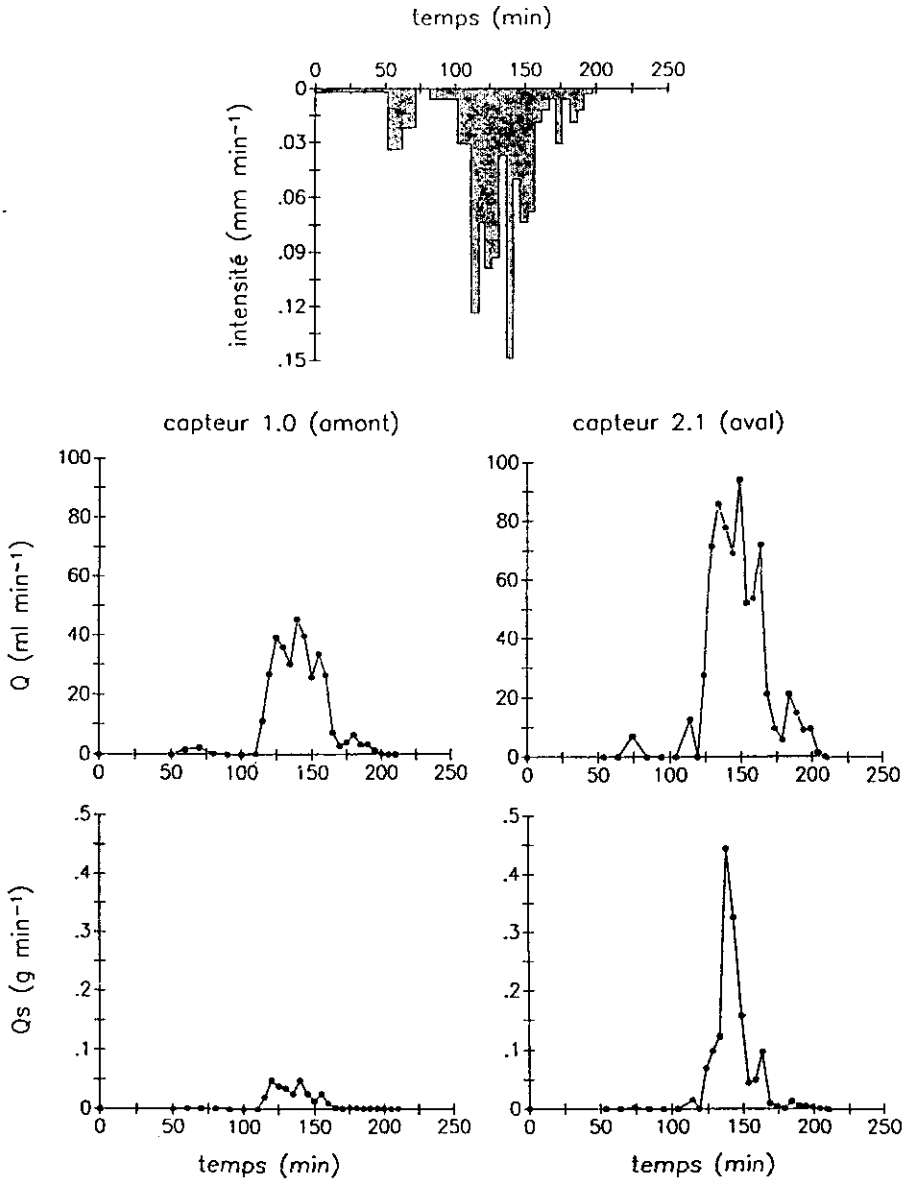 temps (min)
0 50 100 150 200 250
0
.03
.06
.09
.12
.15
intensité (mm min⁻¹)
capteur 1.0 (amont)
capteur 2.1 (aval)
100
80
60
40
20
0
Q (ml min⁻¹)
0 50 100 150 200 250
100
80
60
40
20
0
0 50 100 150 200 250
.5
.4
.3
.2
.1
0
Qs (g min⁻¹)
0 50 100 150 200 250
temps (min)
.5
.4
.3
.2
.1
0
0 50 100 150 200 250
temps (min)